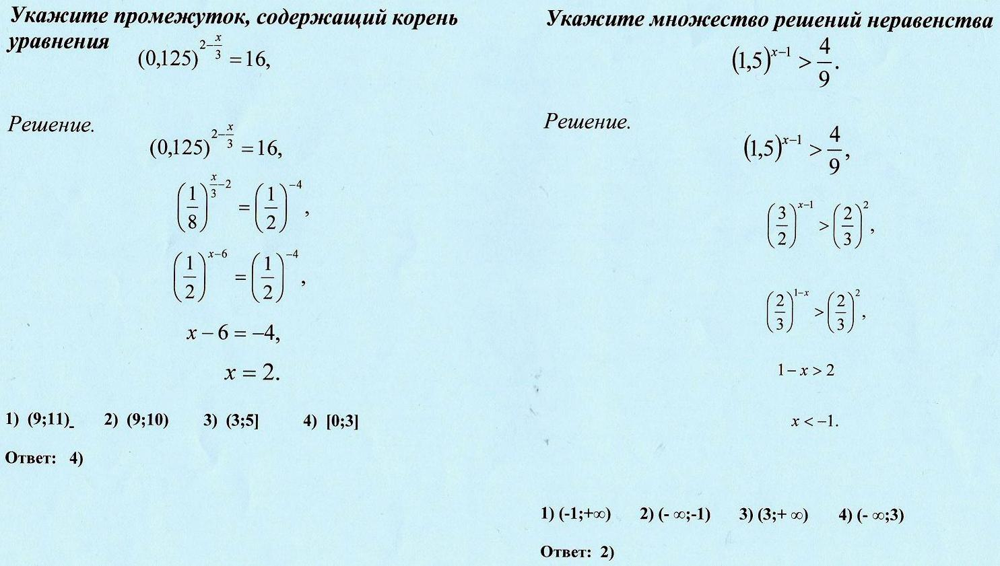 Укажите промежуток, содержащий корень
уравнения
(0,125)^{2-\frac{x}{3}} = 16,
Решение.
(0,125)^{2-\frac{x}{3}} = 16,
\left(\frac{1}{8}\right)^{\frac{x}{3}-2} = \left(\frac{1}{2}\right)^{-4},
\left(\frac{1}{2}\right)^{x-6} = \left(\frac{1}{2}\right)^{-4},
x − 6 = −4,
x = 2.
1) (9;11) 2) (9;10) 3) (3;5] 4) [0;3]
Ответ: 4)
Укажите множество решений неравенства
(1,5)^{x-1} > \frac{4}{9}.
Решение.
(1,5)^{x-1} > \frac{4}{9},
\left(\frac{3}{2}\right)^{x-1} > \left(\frac{2}{3}\right)^{2},
\left(\frac{2}{3}\right)^{1-x} > \left(\frac{2}{3}\right)^{2},
1 − x > 2
x < −1.
1) (-1;+∞) 2) (- ∞;-1) 3) (3;+ ∞) 4) (- ∞;3)
Ответ: 2)